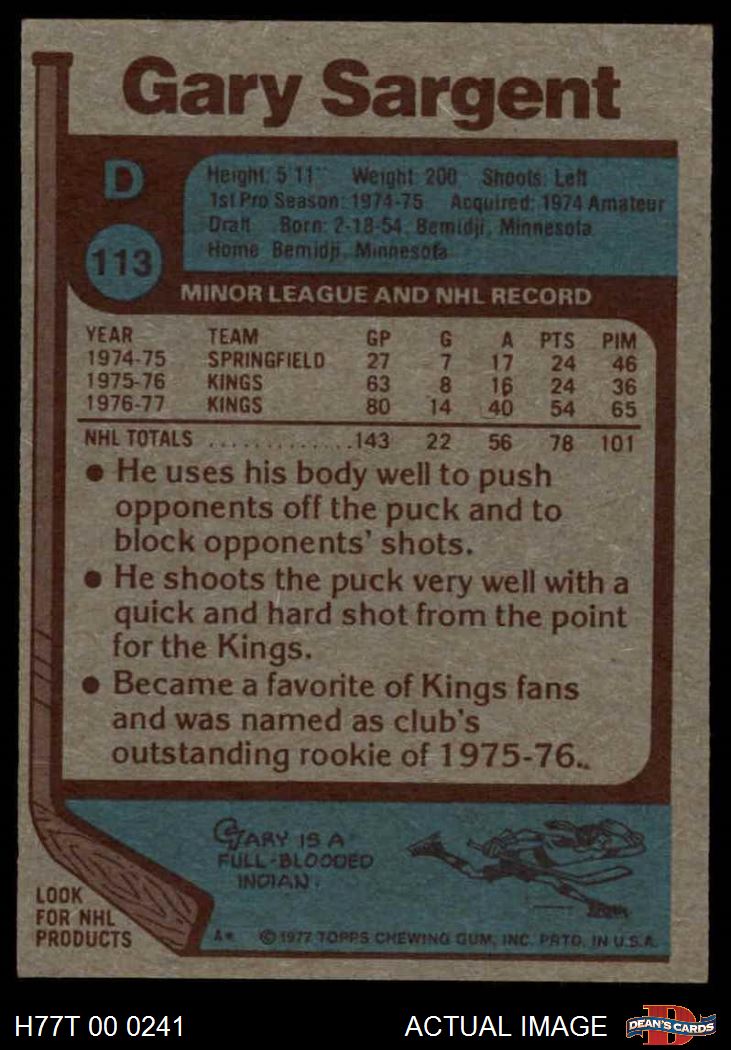 Gary Sargent
D
Height: 5'11" Weight: 200 Shoots: Left
1st Pro Season: 1974-75 Acquired: 1974 Amateur
Draft Born: 2-18-54, Bemidji, Minnesota
Home Bemidji, Minnesota
113
MINOR LEAGUE AND NHL RECORD
YEAR TEAM GP G A PTS PIM
1974-75 SPRINGFIELD 27 7 17 24 46
1975-76 KINGS 63 8 16 24 36
1976-77 KINGS 80 14 40 54 65
NHL TOTALS ............. 143 22 56 78 101
● He uses his body well to push
opponents off the puck and to
block opponents' shots.
● He shoots the puck very well with a
quick and hard shot from the point
for the Kings.
● Became a favorite of Kings fans
and was named as club's
outstanding rookie of 1975-76.
GARY IS A
FULL-BLOODED
INDIAN.
LOOK
FOR NHL
PRODUCTS
A* © 1977 TOPPS CHEWING GUM, INC. PRTD. IN U.S.A.
H77T 00 0241 ACTUAL IMAGE
D
DEAN'S CARDS